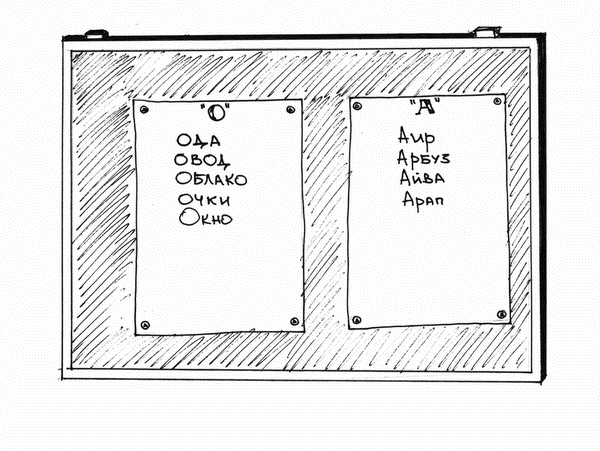 "О"
ОДА
ОВОД
ОБЛАКО
ОЧКИ
ОКНО
"А"
Аир
Арбуз
Айва
Арап